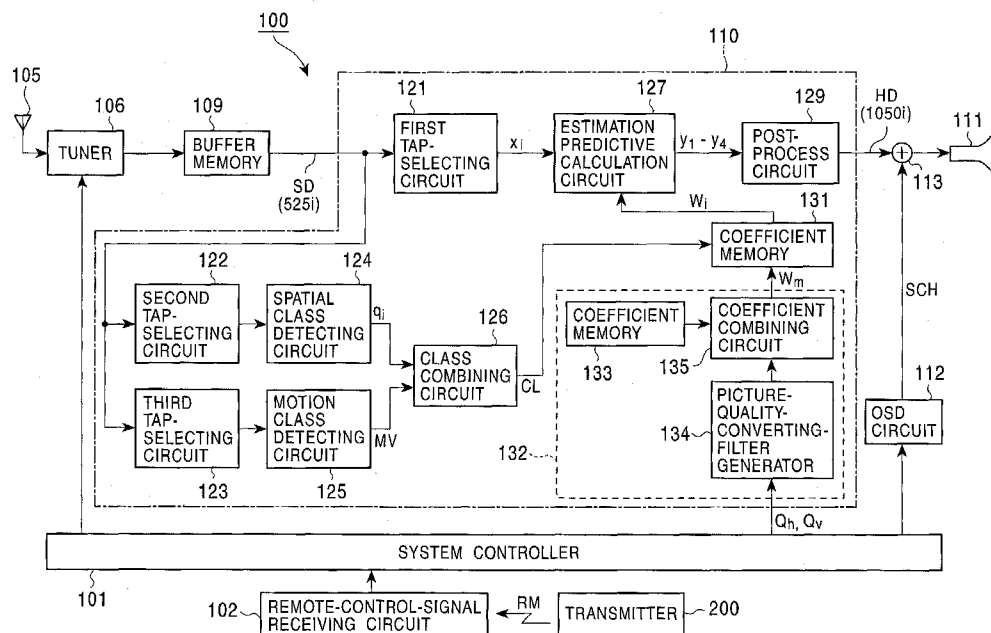 100
110
105
106
109
121
127
129
HD
(1050i)
111
TUNER
BUFFER
MEMORY
FIRST
TAP-
SELECTING
CIRCUIT
xi
ESTIMATION
PREDICTIVE
CALCULATION
CIRCUIT
y1 - y4
POST-
PROCESS
CIRCUIT
113
SD
(525i)
Wi
131
COEFFICIENT
MEMORY
122
124
SECOND
TAP-
SELECTING
CIRCUIT
SPATIAL
CLASS
DETECTING
CIRCUIT
qi
126
CLASS
COMBINING
CIRCUIT
CL
Wm
SCH
COEFFICIENT
MEMORY
133
COEFFICIENT
COMBINING
CIRCUIT
135
THIRD
TAP-
SELECTING
CIRCUIT
123
MOTION
CLASS
DETECTING
CIRCUIT
125
MV
132
134
PICTURE-
QUALITY-
CONVERTING-
FILTER
GENERATOR
112
OSD
CIRCUIT
Qh, Qv
SYSTEM CONTROLLER
101
102
REMOTE-CONTROL-SIGNAL
RECEIVING CIRCUIT
RM
TRANSMITTER
200